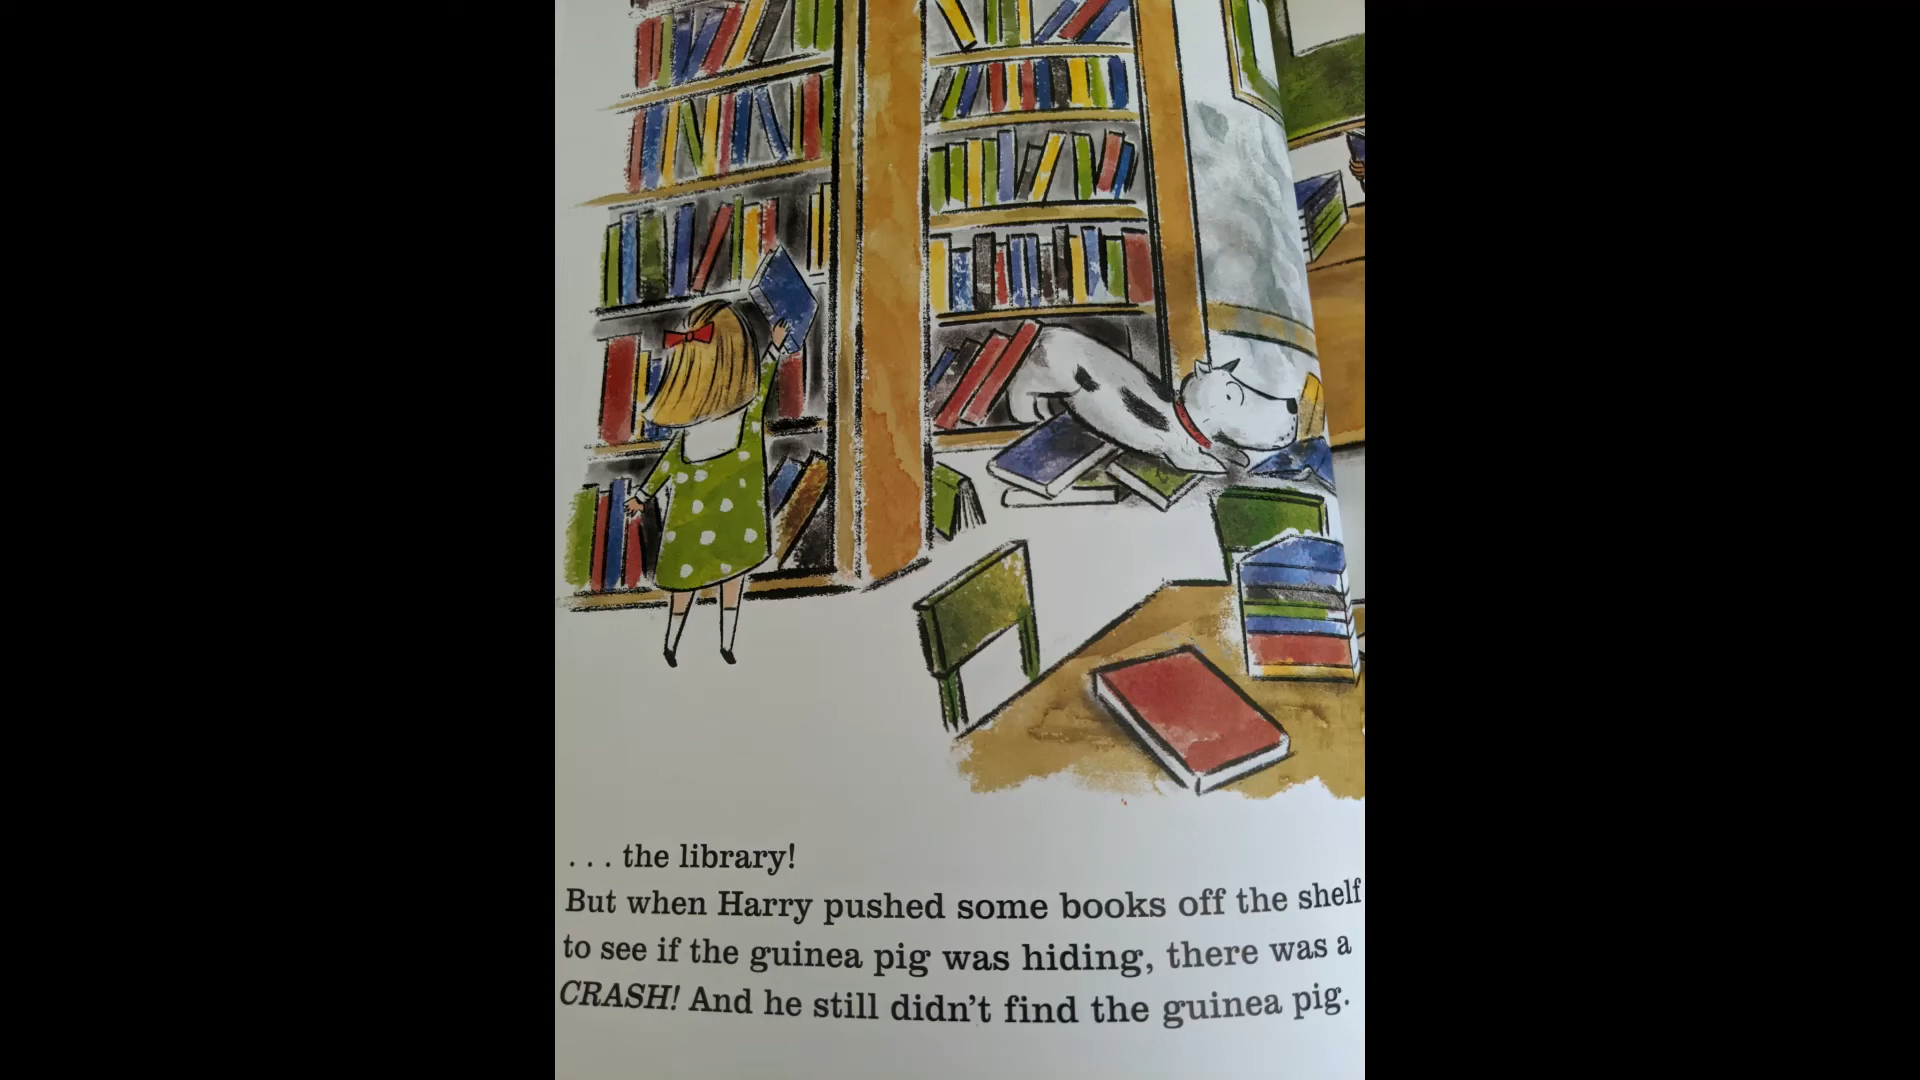 . . . the library!
But when Harry pushed some books off the shelf
to see if the guinea pig was hiding, there was a
CRASH! And he still didn't find the guinea pig.